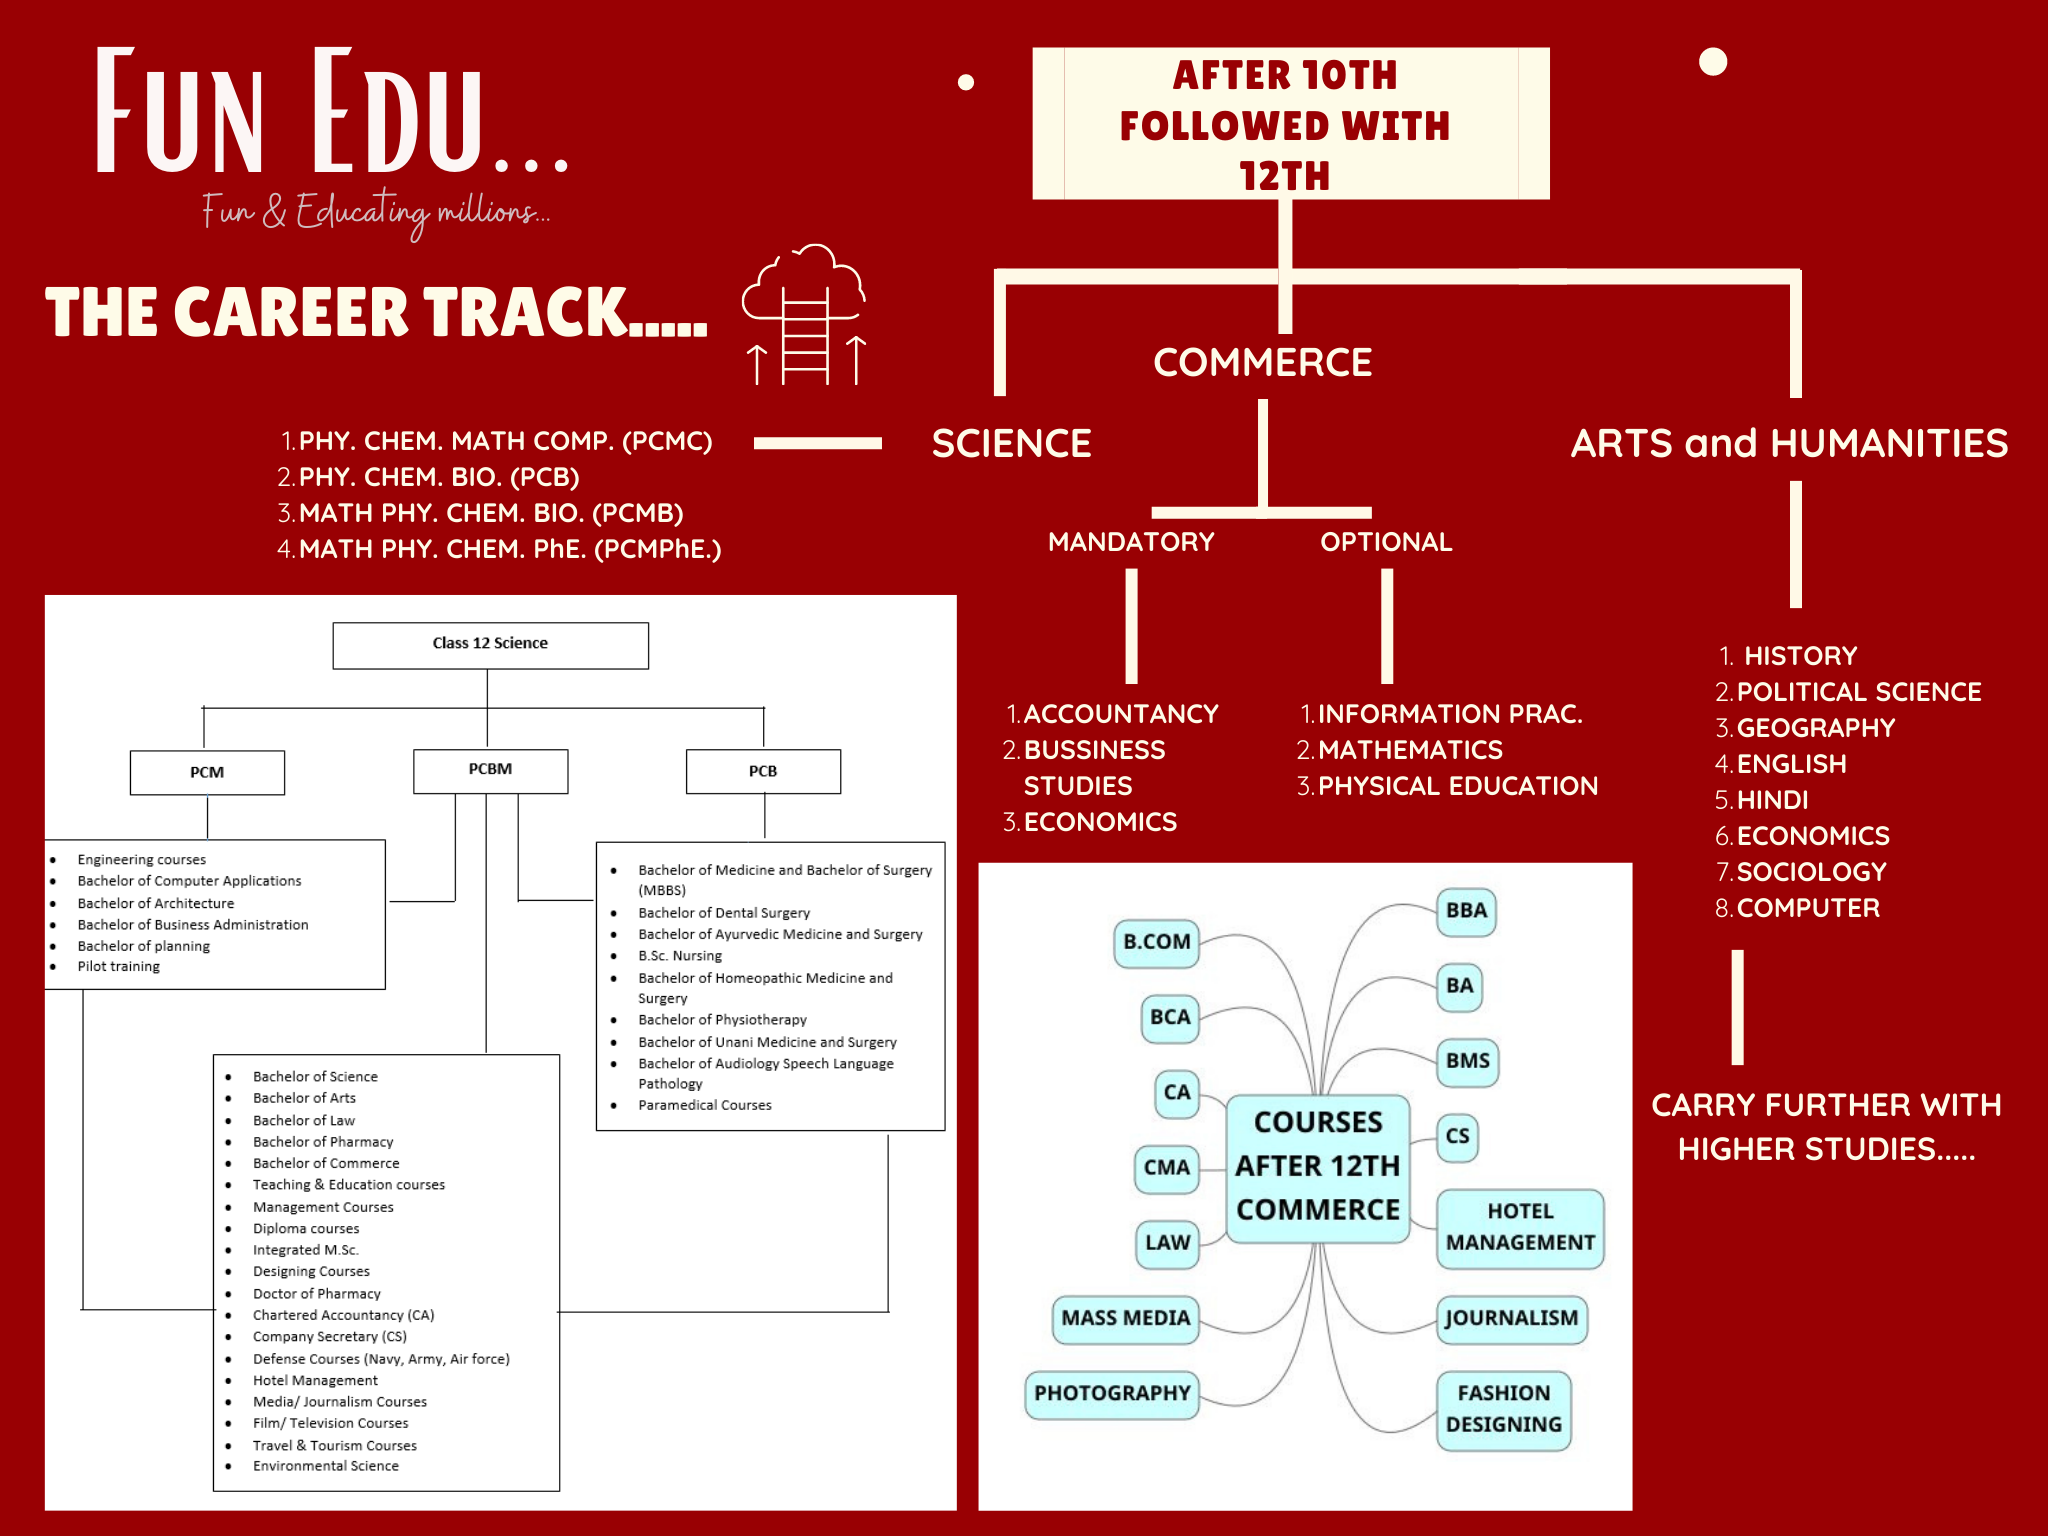 FUN EDU...
Fun & Educating millions...
THE CAREER TRACK.....
AFTER 10TH
FOLLOWED WITH
12TH
COMMERCE
SCIENCE
ARTS and HUMANITIES
1. PHY. CHEM. MATH COMP. (PCMC)
2. PHY. CHEM. BIO. (PCB)
3. MATH PHY. CHEM. BIO. (PCMB)
4. MATH PHY. CHEM. PhE. (PCMPhE.)
MANDATORY
OPTIONAL
1. ACCOUNTANCY
2. BUSSINESS
STUDIES
3. ECONOMICS
1. INFORMATION PRAC.
2. MATHEMATICS
3. PHYSICAL EDUCATION
1. HISTORY
2. POLITICAL SCIENCE
3. GEOGRAPHY
4. ENGLISH
5. HINDI
6. ECONOMICS
7. SOCIOLOGY
8. COMPUTER
CARRY FURTHER WITH
HIGHER STUDIES.....
Class 12 Science
PCM
PCBM
PCB
• Engineering courses
• Bachelor of Computer Applications
• Bachelor of Architecture
• Bachelor of Business Administration
• Bachelor of planning
• Pilot training
• Bachelor of Medicine and Bachelor of Surgery
(MBBS)
• Bachelor of Dental Surgery
• Bachelor of Ayurvedic Medicine and Surgery
• B.Sc. Nursing
• Bachelor of Homeopathic Medicine and
Surgery
• Bachelor of Physiotherapy
• Bachelor of Unani Medicine and Surgery
• Bachelor of Audiology Speech Language
Pathology
• Paramedical Courses
• Bachelor of Science
• Bachelor of Arts
• Bachelor of Law
• Bachelor of Pharmacy
• Bachelor of Commerce
• Teaching & Education courses
• Management Courses
• Diploma courses
• Integrated M.Sc.
• Designing Courses
• Doctor of Pharmacy
• Chartered Accountancy (CA)
• Company Secretary (CS)
• Defense Courses (Navy, Army, Air force)
• Hotel Management
• Media/ Journalism Courses
• Film/ Television Courses
• Travel & Tourism Courses
• Environmental Science
COURSES
AFTER 12TH
COMMERCE
B.COM
BCA
CA
CMA
LAW
MASS MEDIA
PHOTOGRAPHY
BBA
BA
BMS
CS
HOTEL
MANAGEMENT
JOURNALISM
FASHION
DESIGNING